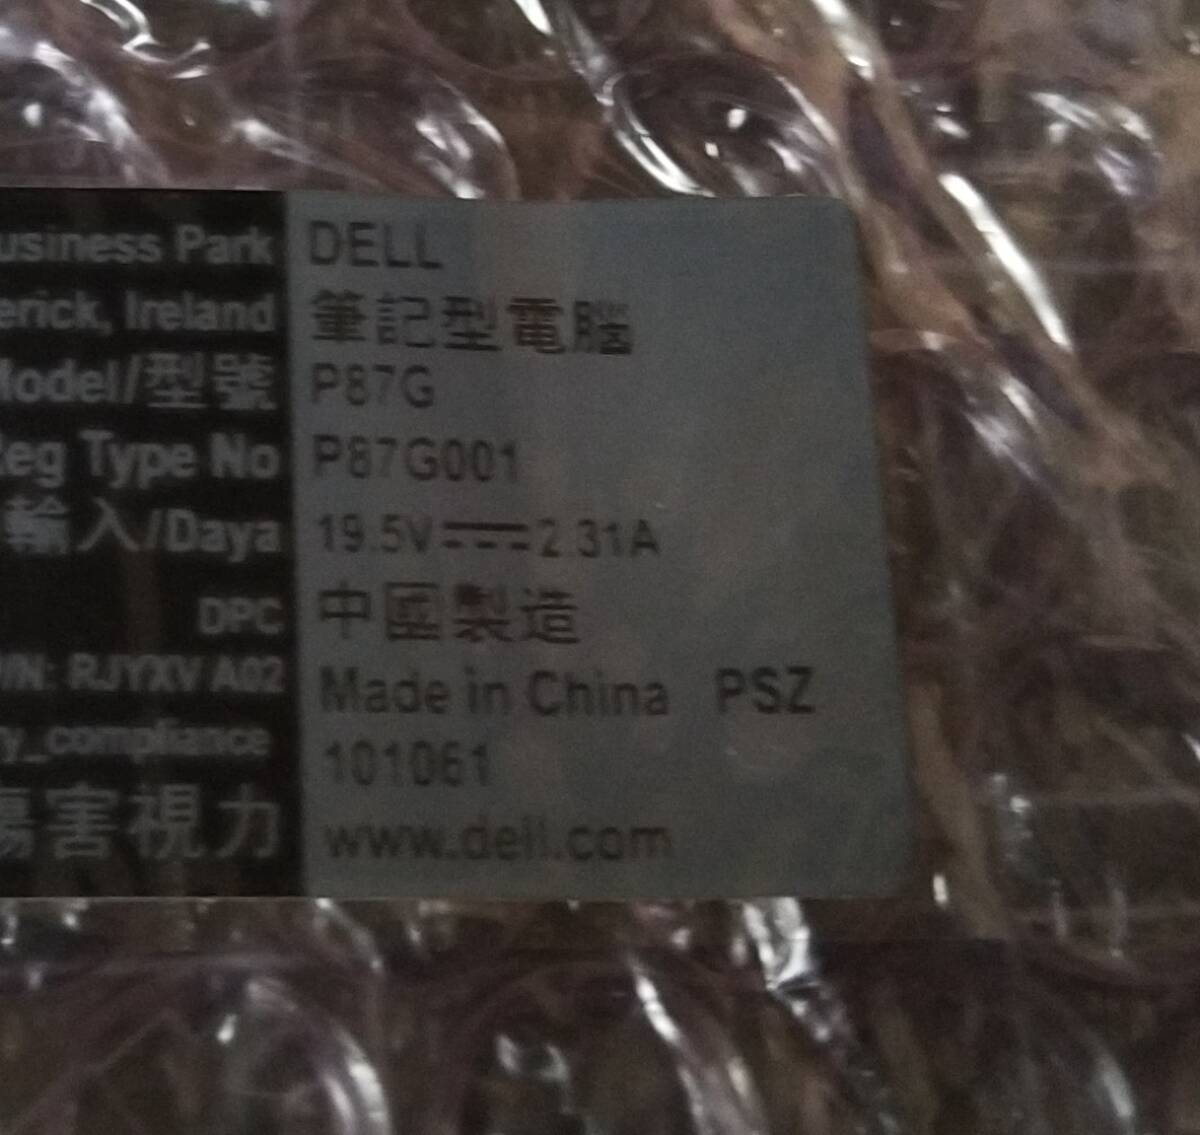 usiness Park DELL
erick, Ireland 筆記型電腦
Model/型號 P87G
Reg Type No P87G001
輸入/Daya 19.5V 2.31A
DPC 中國製造
P/N: RJYXV A02 Made in China PSZ
ry_compliance 101061
傷害視力 www.dell.com